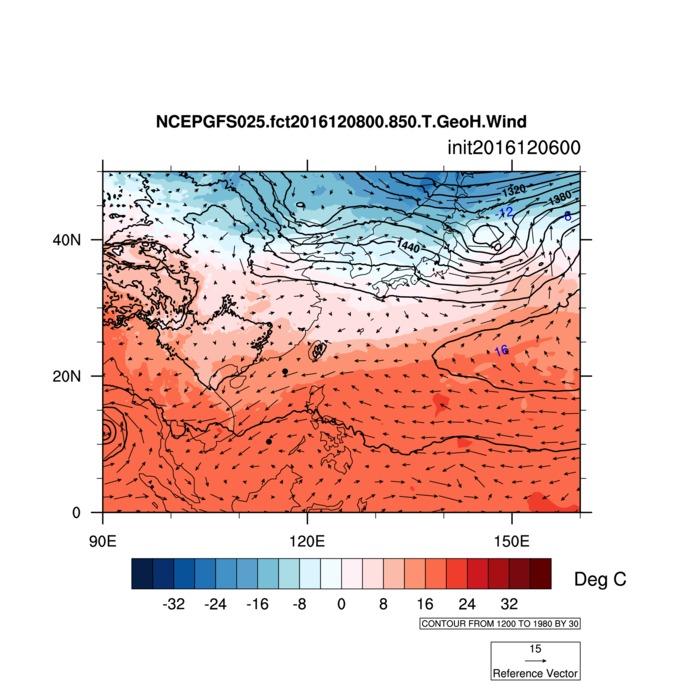 NCEPGFS025.fct2016120800.850.T.GeoH.Wind
init2016120600
1320
1380
-12
8
1440
40N
16
20N
0
90E 120E 150E
-32 -24 -16 -8 0 8 16 24 32
Deg C
CONTOUR FROM 1200 TO 1980 BY 30
15
Reference Vector